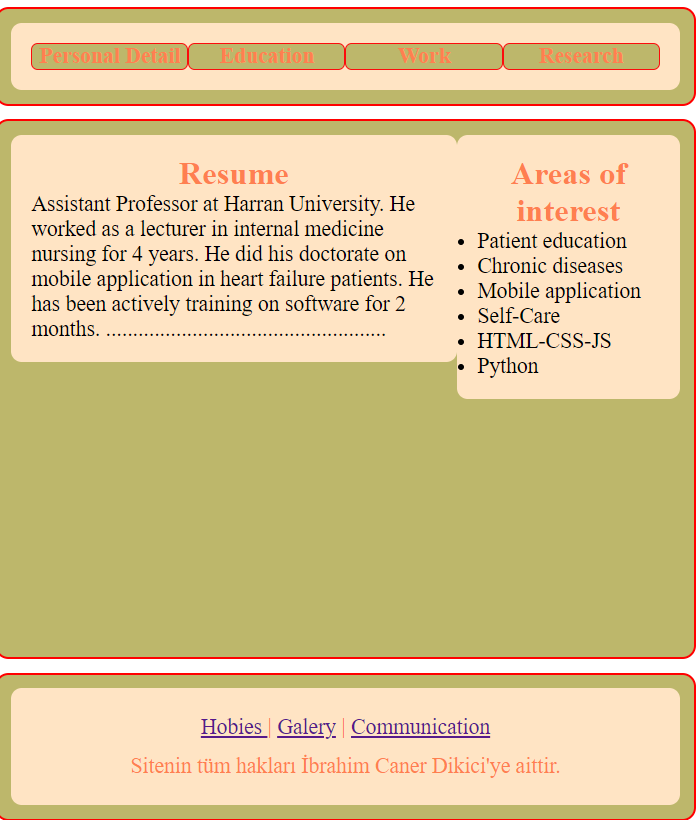 Personal Detail Education Work Research
Resume
Assistant Professor at Harran University. He
worked as a lecturer in internal medicine
nursing for 4 years. He did his doctorate on
mobile application in heart failure patients. He
has been actively training on software for 2
months. ....................................................
Areas of
interest
• Patient education
• Chronic diseases
• Mobile application
• Self-Care
• HTML-CSS-JS
• Python
Hobies | Galery | Communication
Sitenin tüm hakları İbrahim Caner Dikici'ye aittir.